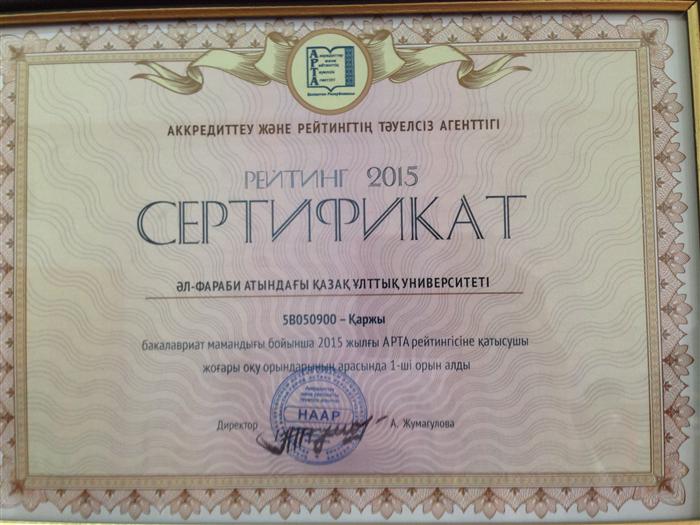 АРТА
АККРЕДИТТЕУ ЖӘНЕ РЕЙТИНГТІҢ ТӘУЕЛСІЗ АГЕНТТІГІ
РЕЙТИНГ 2015
СЕРТИФИКАТ
ӘЛ-ФАРАБИ АТЫНДАҒЫ ҚАЗАҚ ҰЛТТЫҚ УНИВЕРСИТЕТІ
5В050900 – Қаржы
бакалавриат мамандығы бойынша 2015 жылғы АРТА рейтингісіне қатысушы
жоғары оқу орындарының арасында 1-ші орын алды
НААР
Директор А. Жумагулова